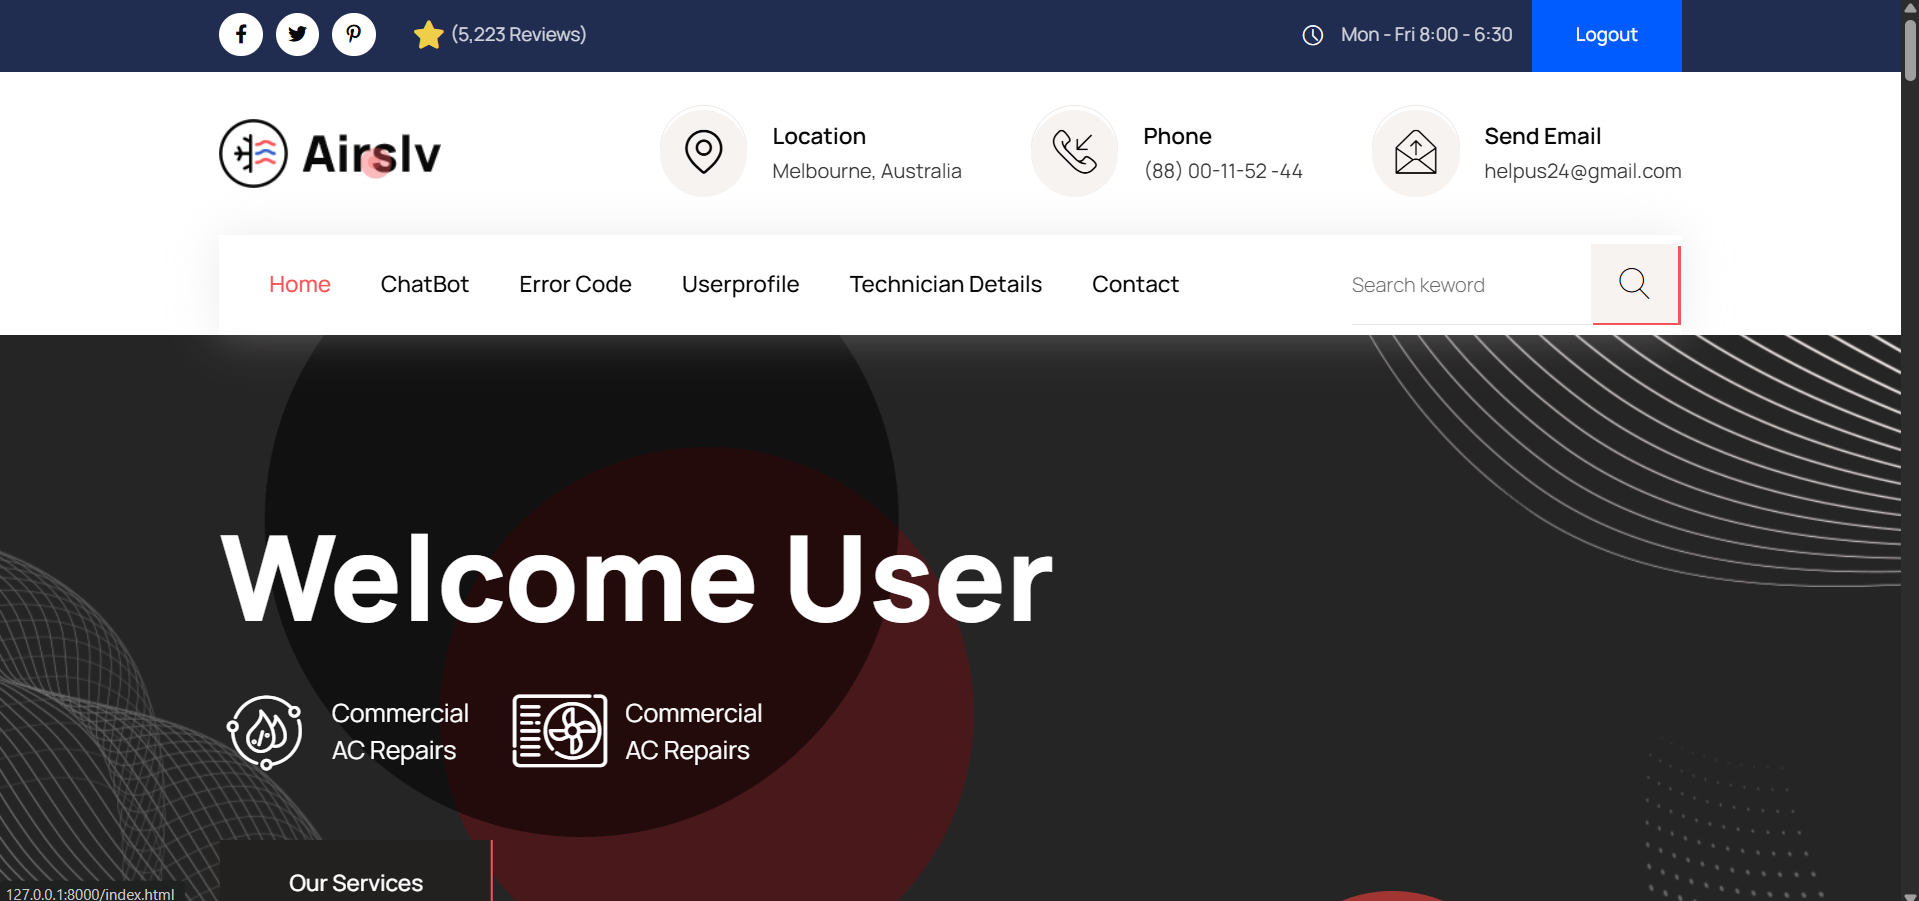 (5,223 Reviews)
Mon - Fri 8:00 - 6:30
Logout
Airslv
Location
Melbourne, Australia
Phone
(88) 00-11-52 -44
Send Email
helpus24@gmail.com
Home
ChatBot
Error Code
Userprofile
Technician Details
Contact
Search keword
Welcome User
Commercial
AC Repairs
Commercial
AC Repairs
Our Services
127.0.0.1:8000/index.html